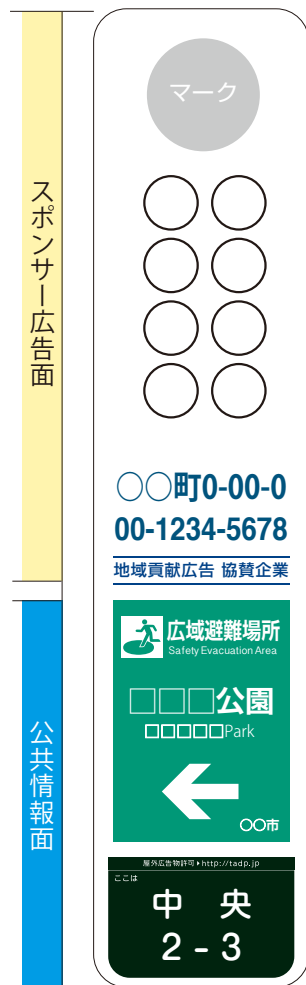 スポンサー広告面
マーク
○○
○○
○○
○○
○○町0-00-0
00-1234-5678
地域貢献広告 協賛企業
公共情報面
広域避難場所
Safety Evacuation Area
□□□公園
□□□□□Park
○○市
屋外広告物許可▶http://tadp.jp
ここは
中 央
2 - 3